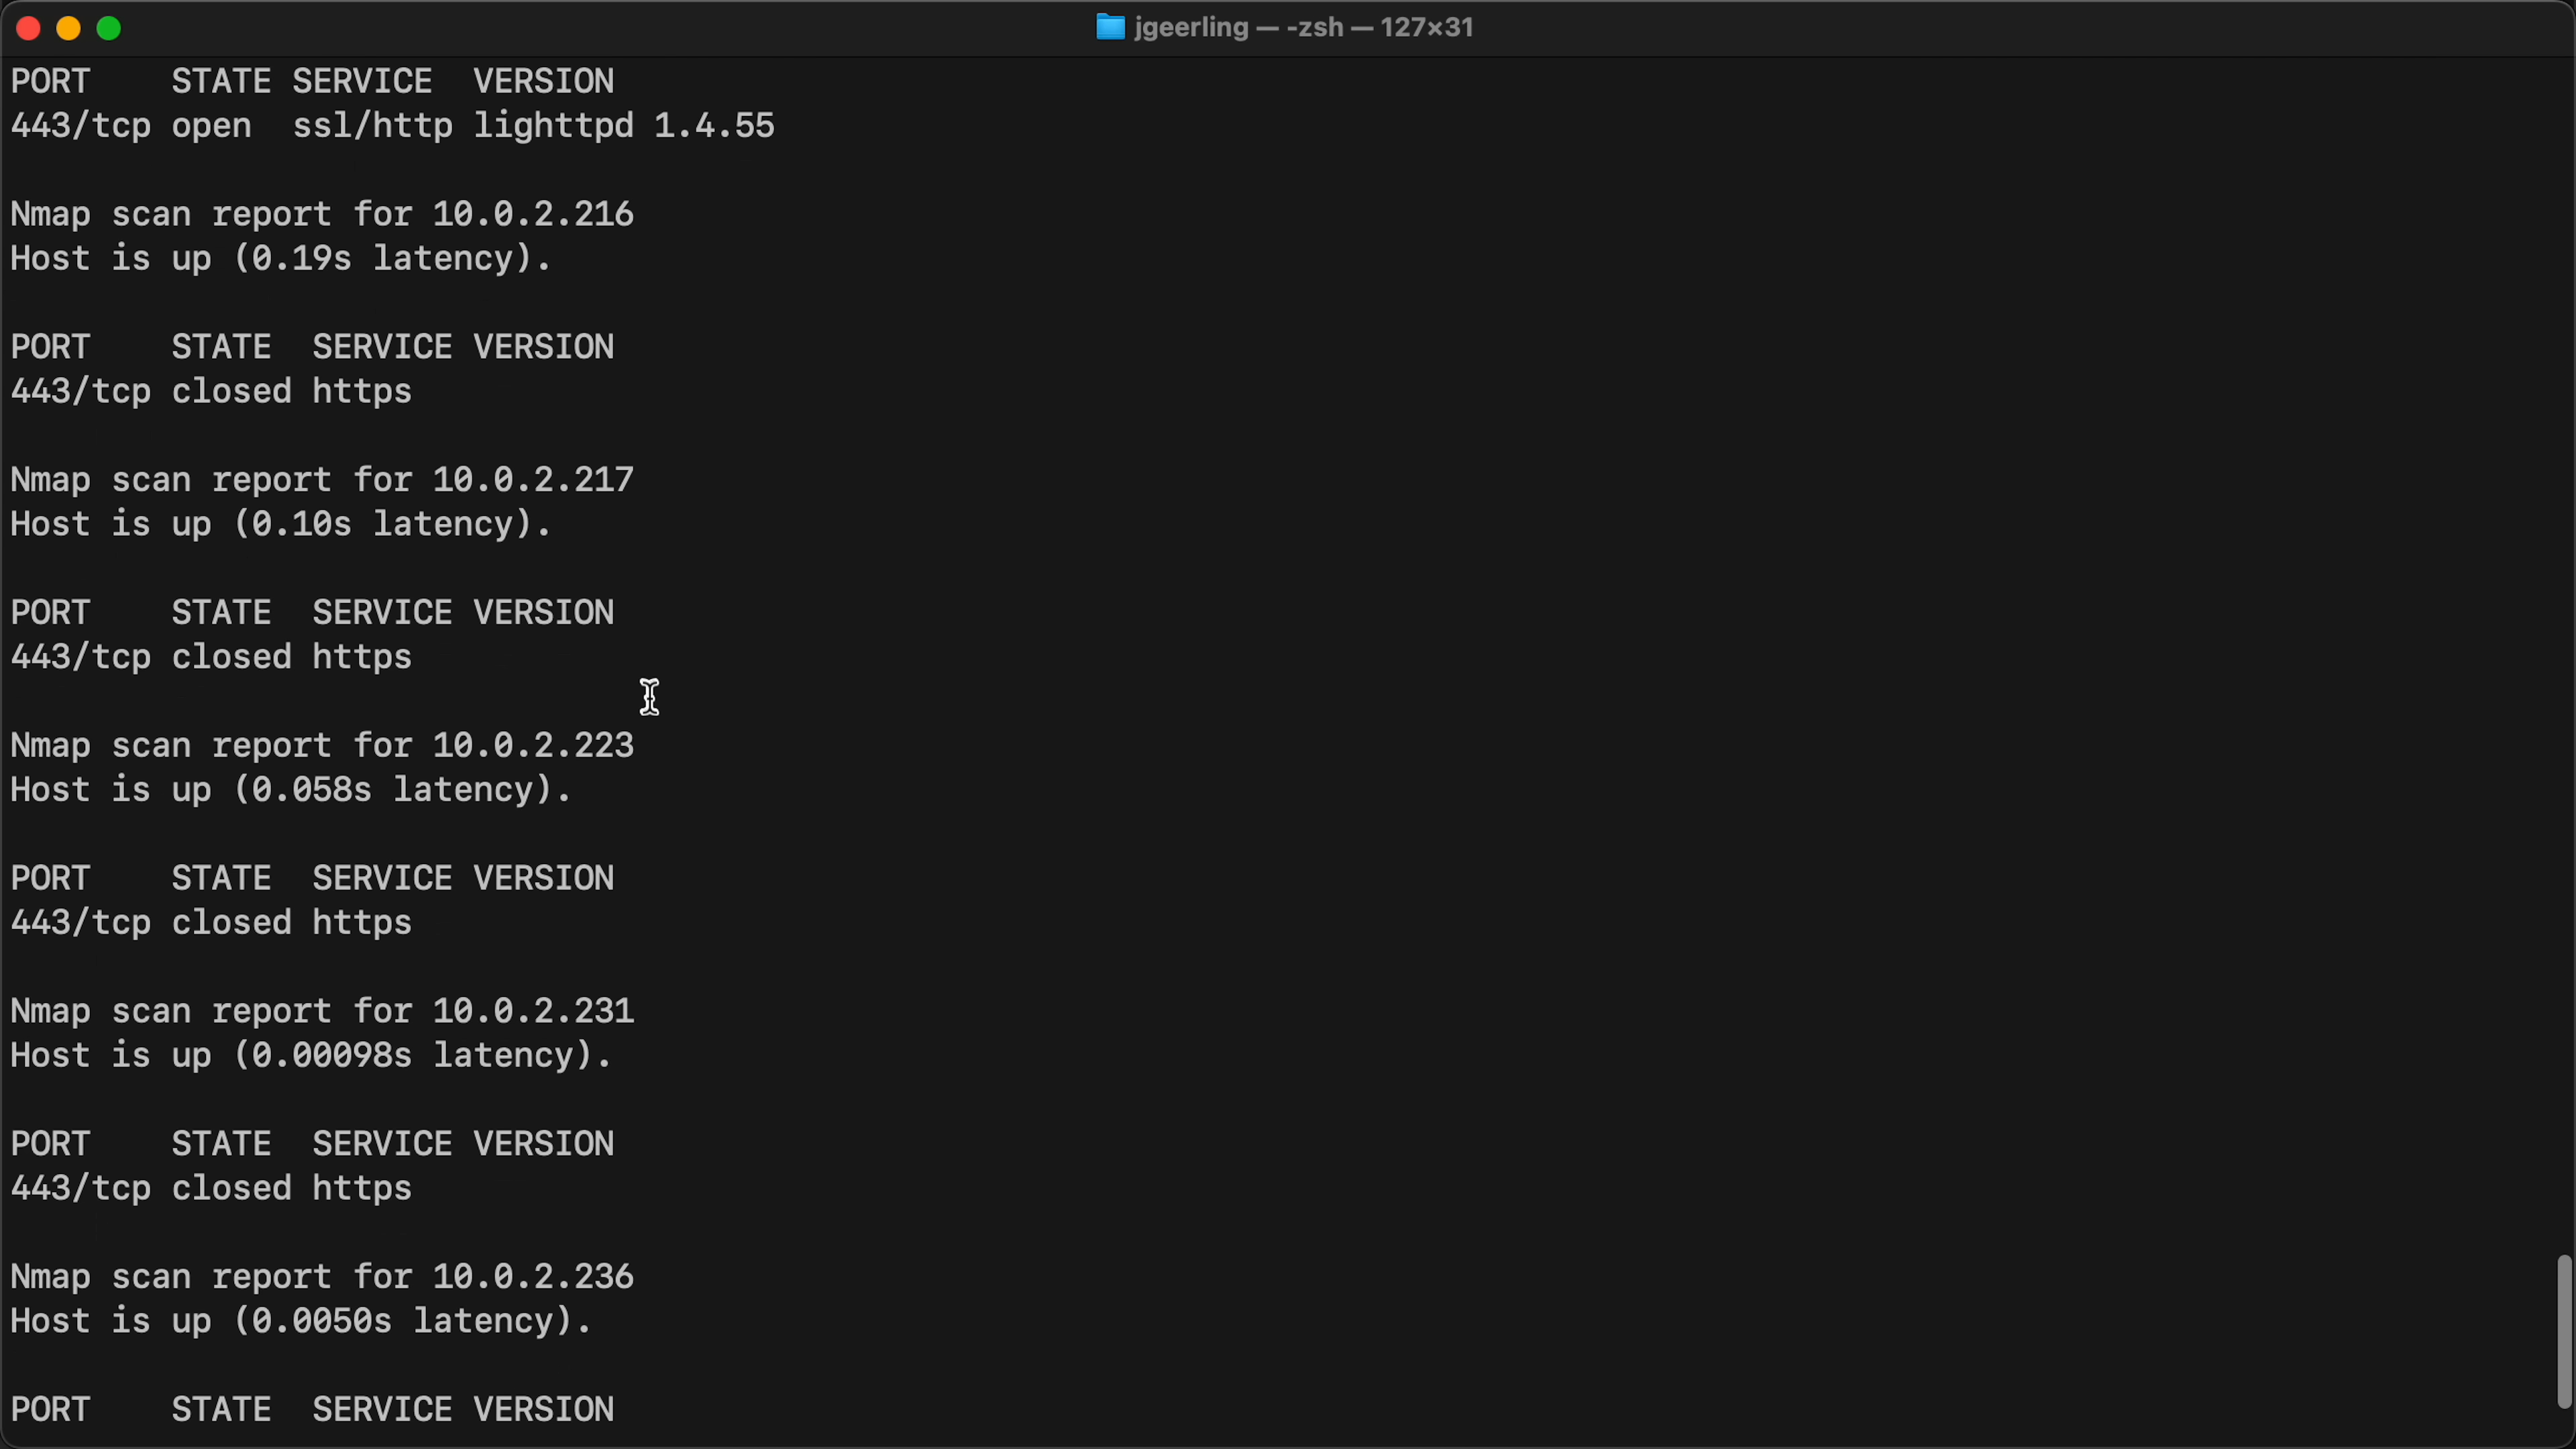 jgeerling — -zsh — 127×31
PORT    STATE SERVICE  VERSION
443/tcp open  ssl/http lighttpd 1.4.55
Nmap scan report for 10.0.2.216
Host is up (0.19s latency).
PORT    STATE  SERVICE VERSION
443/tcp closed https
Nmap scan report for 10.0.2.217
Host is up (0.10s latency).
PORT    STATE  SERVICE VERSION
443/tcp closed https
Nmap scan report for 10.0.2.223
Host is up (0.058s latency).
PORT    STATE  SERVICE VERSION
443/tcp closed https
Nmap scan report for 10.0.2.231
Host is up (0.00098s latency).
PORT    STATE  SERVICE VERSION
443/tcp closed https
Nmap scan report for 10.0.2.236
Host is up (0.0050s latency).
PORT    STATE  SERVICE VERSION